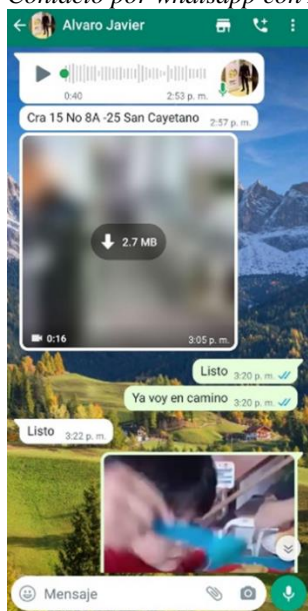 Contacto por whatsapp con
Alvaro Javier
0:40
2:53 p. m.
Cra 15 No 8A -25 San Cayetano 2:57 p. m.
2.7 MB
0:16
3:05 p. m.
Listo 3:20 p. m.
Ya voy en camino 3:20 p. m.
Listo 3:22 p. m.
Mensaje